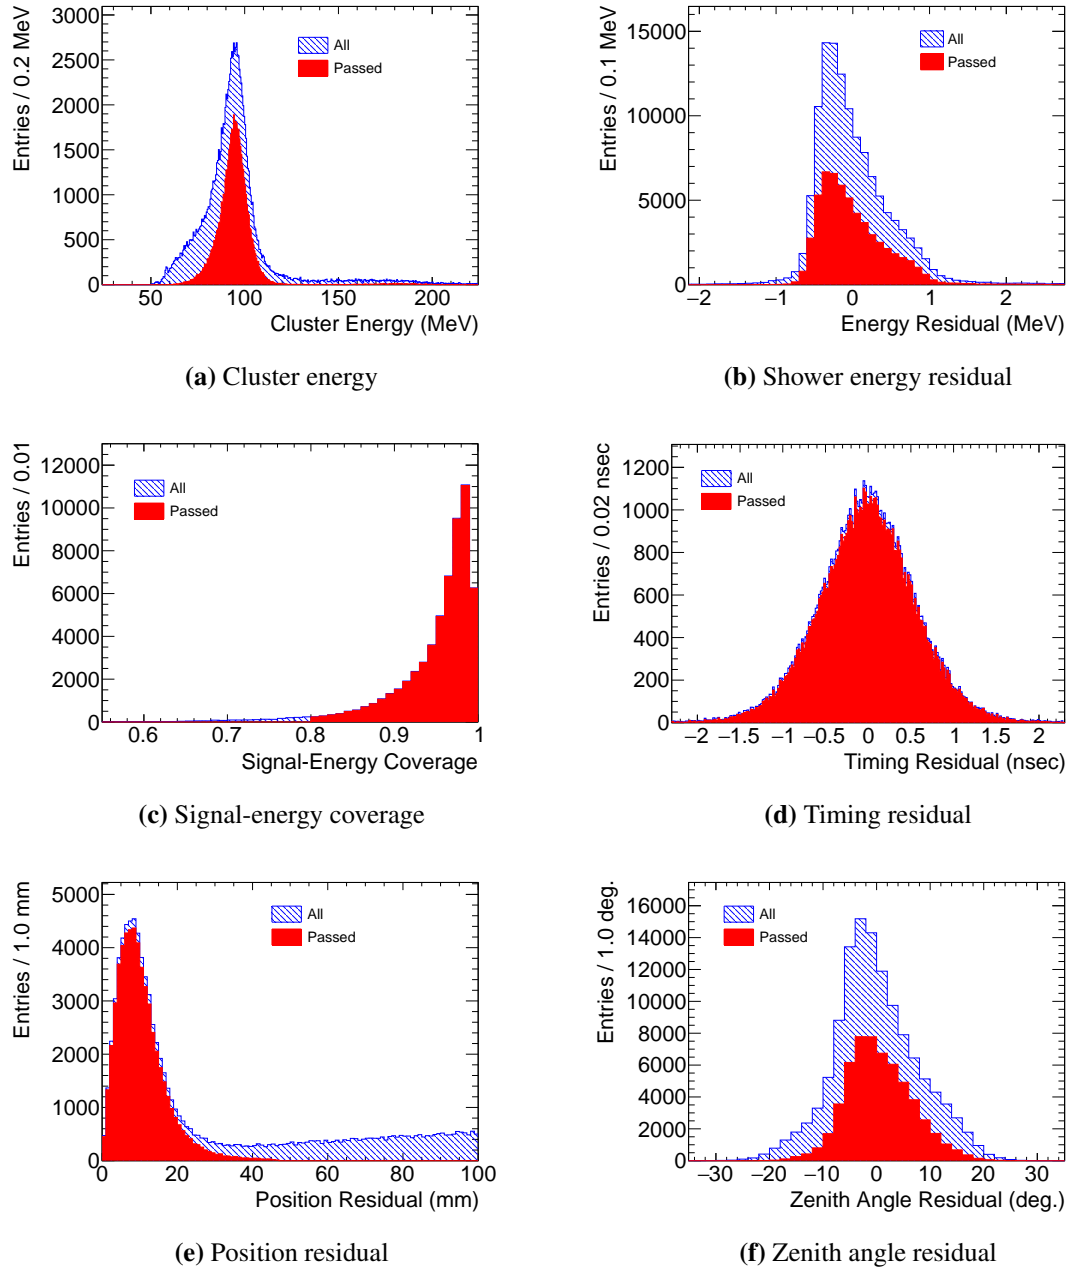 Entries / 0.2 MeV
3000
2500
2000
1500
1000
500
0
All
Passed
50 100 150 200
Cluster Energy (MeV)
(a) Cluster energy
Entries / 0.1 MeV
15000
10000
5000
0
All
Passed
−2 −1 0 1 2
Energy Residual (MeV)
(b) Shower energy residual
Entries / 0.01
12000
10000
8000
6000
4000
2000
0
All
Passed
0.6 0.7 0.8 0.9 1
Signal-Energy Coverage
(c) Signal-energy coverage
Entries / 0.02 nsec
1200
1000
800
600
400
200
0
All
Passed
−2 −1.5 −1 −0.5 0 0.5 1 1.5 2
Timing Residual (nsec)
(d) Timing residual
Entries / 1.0 mm
5000
4000
3000
2000
1000
0
All
Passed
0 20 40 60 80 100
Position Residual (mm)
(e) Position residual
Entries / 1.0 deg.
16000
14000
12000
10000
8000
6000
4000
2000
0
All
Passed
−30 −20 −10 0 10 20 30
Zenith Angle Residual (deg.)
(f) Zenith angle residual